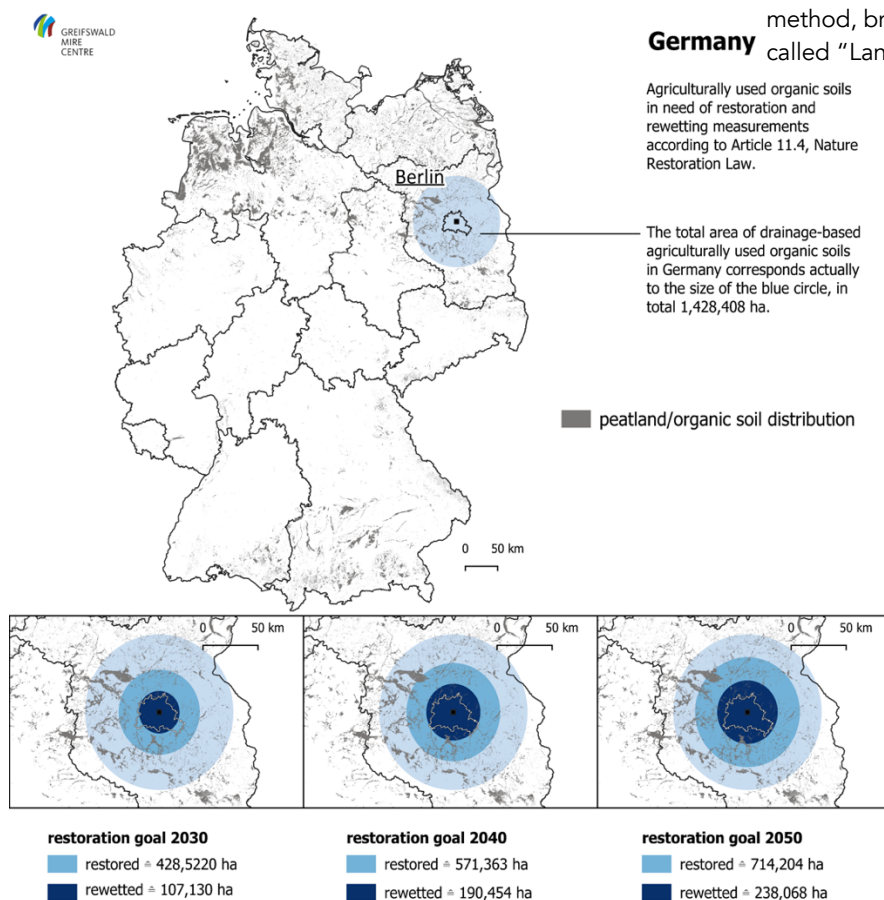 GREIFSWALD
MIRE
CENTRE
method, br
called “Lan
Germany
Agriculturally used organic soils
in need of restoration and
rewetting measurements
according to Article 11.4, Nature
Restoration Law.
Berlin
The total area of drainage-based
agriculturally used organic soils
in Germany corresponds actually
to the size of the blue circle, in
total 1,428,408 ha.
peatland/organic soil distribution
0 50 km
0 50 km
0 50 km
0 50 km
restoration goal 2030
restored ≙ 428,5220 ha
rewetted ≙ 107,130 ha
restoration goal 2040
restored ≙ 571,363 ha
rewetted ≙ 190,454 ha
restoration goal 2050
restored ≙ 714,204 ha
rewetted ≙ 238,068 ha